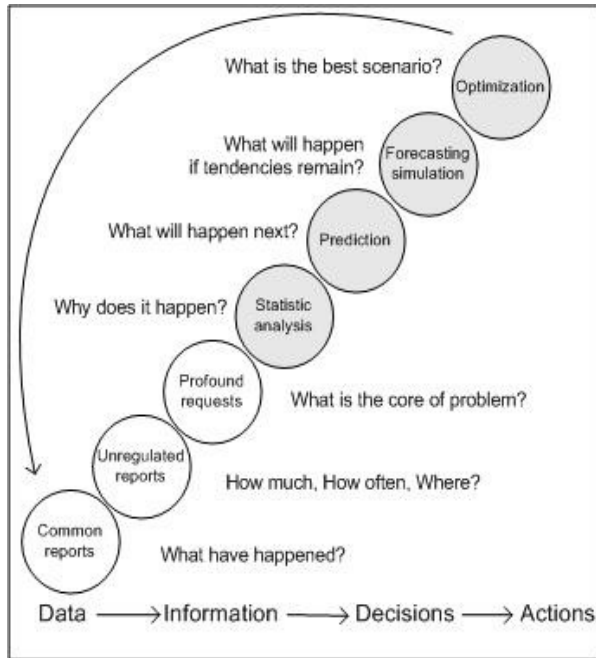 What is the best scenario?
Optimization
What will happen
if tendencies remain?
Forecasting
simulation
What will happen next?
Prediction
Why does it happen?
Statistic
analysis
Profound
requests
What is the core of problem?
Unregulated
reports
How much, How often, Where?
Common
reports
What have happened?
Data Information Decisions Actions